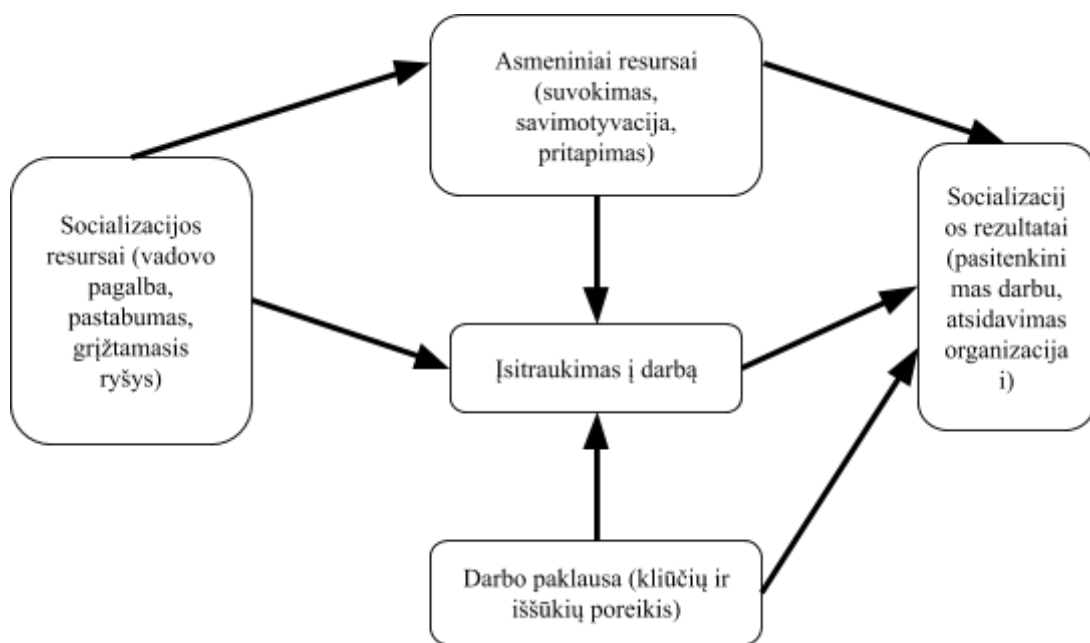 Asmeniniai resursai
(suvokimas,
savimotyvacija,
pritapimas)
Socializacijos
resursai (vadovo
pagalba,
pastabumas,
grįžtamasis
ryšys)
Socializacij
os rezultatai
(pasitenkini
mas darbu,
atsidavimas
organizacija
i)
Įsitraukimas į darbą
Darbo paklausa (kliūčių ir
iššūkių poreikis)